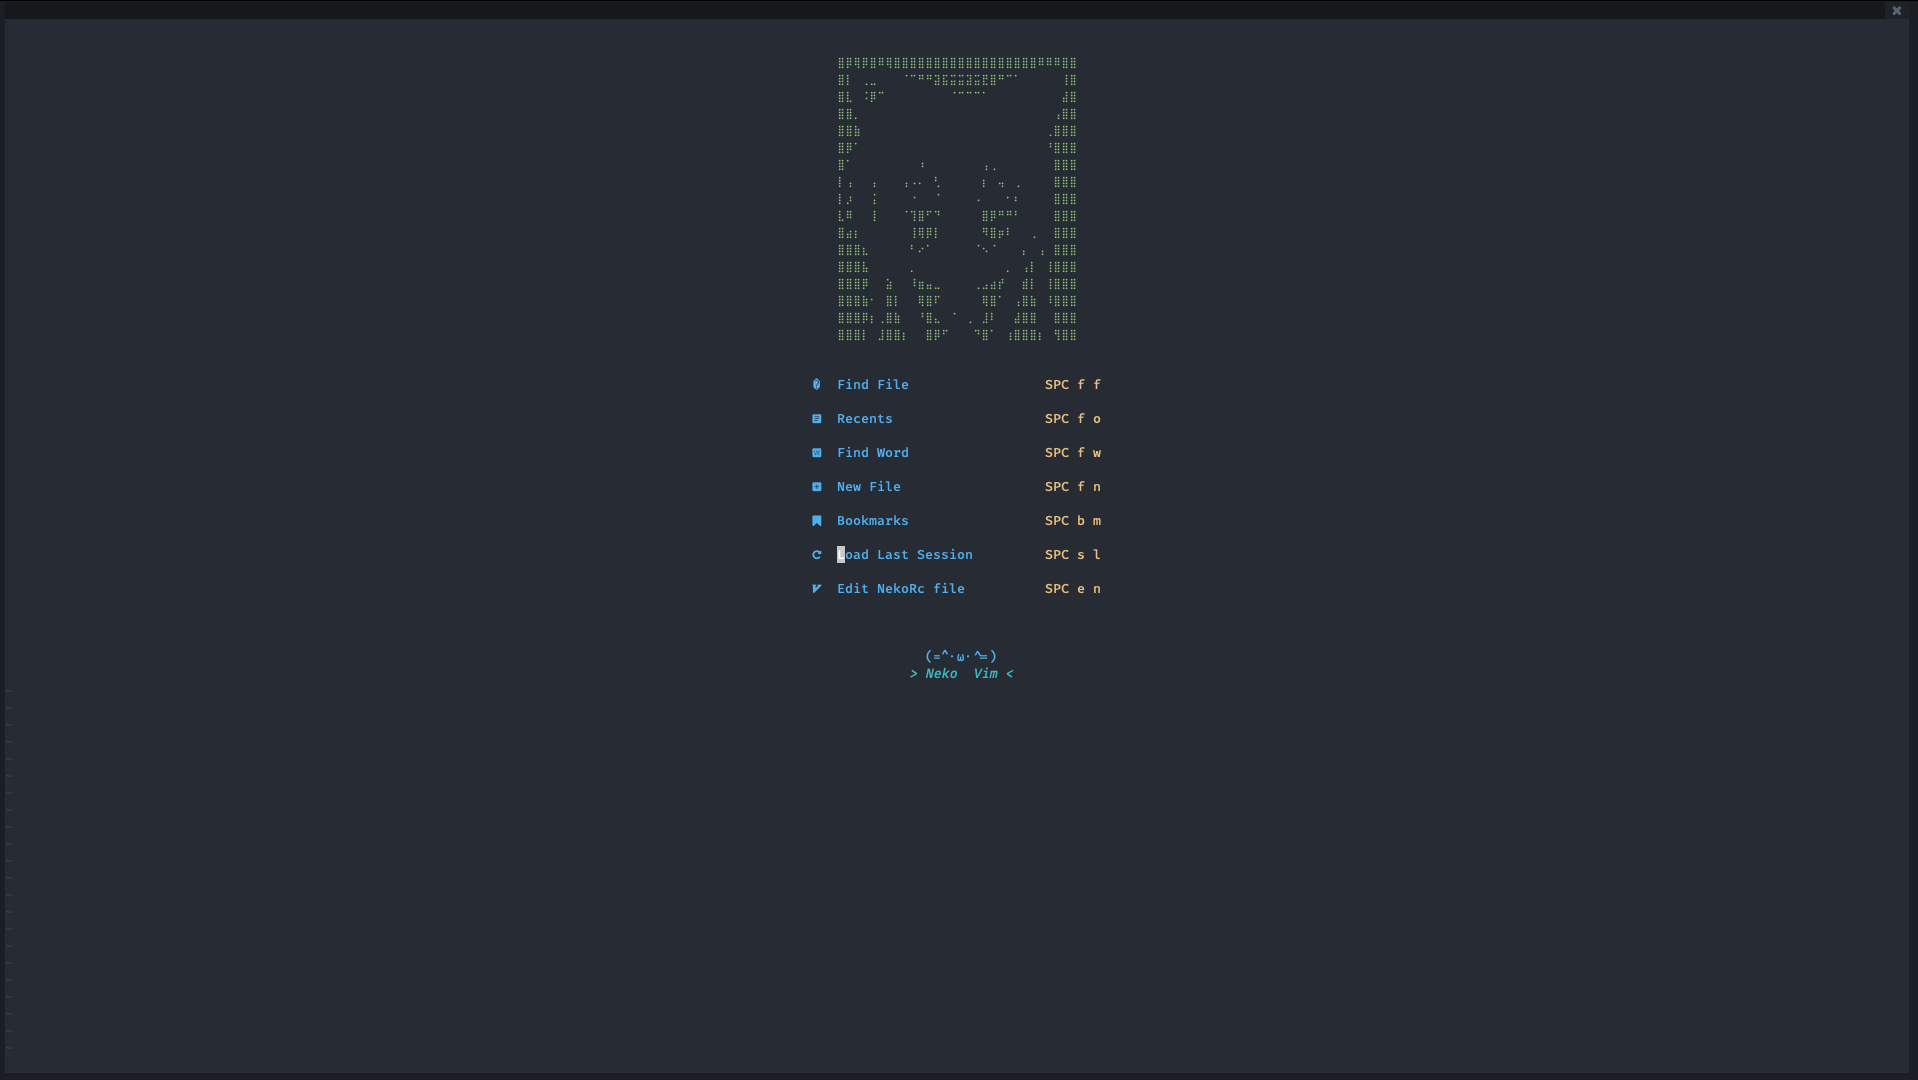 Find File SPC f f
Recents SPC f o
Find Word SPC f w
New File SPC f n
Bookmarks SPC b m
Load Last Session SPC s l
Edit NekoRc file SPC e n
(=^·ω·^=)
> Neko Vim <